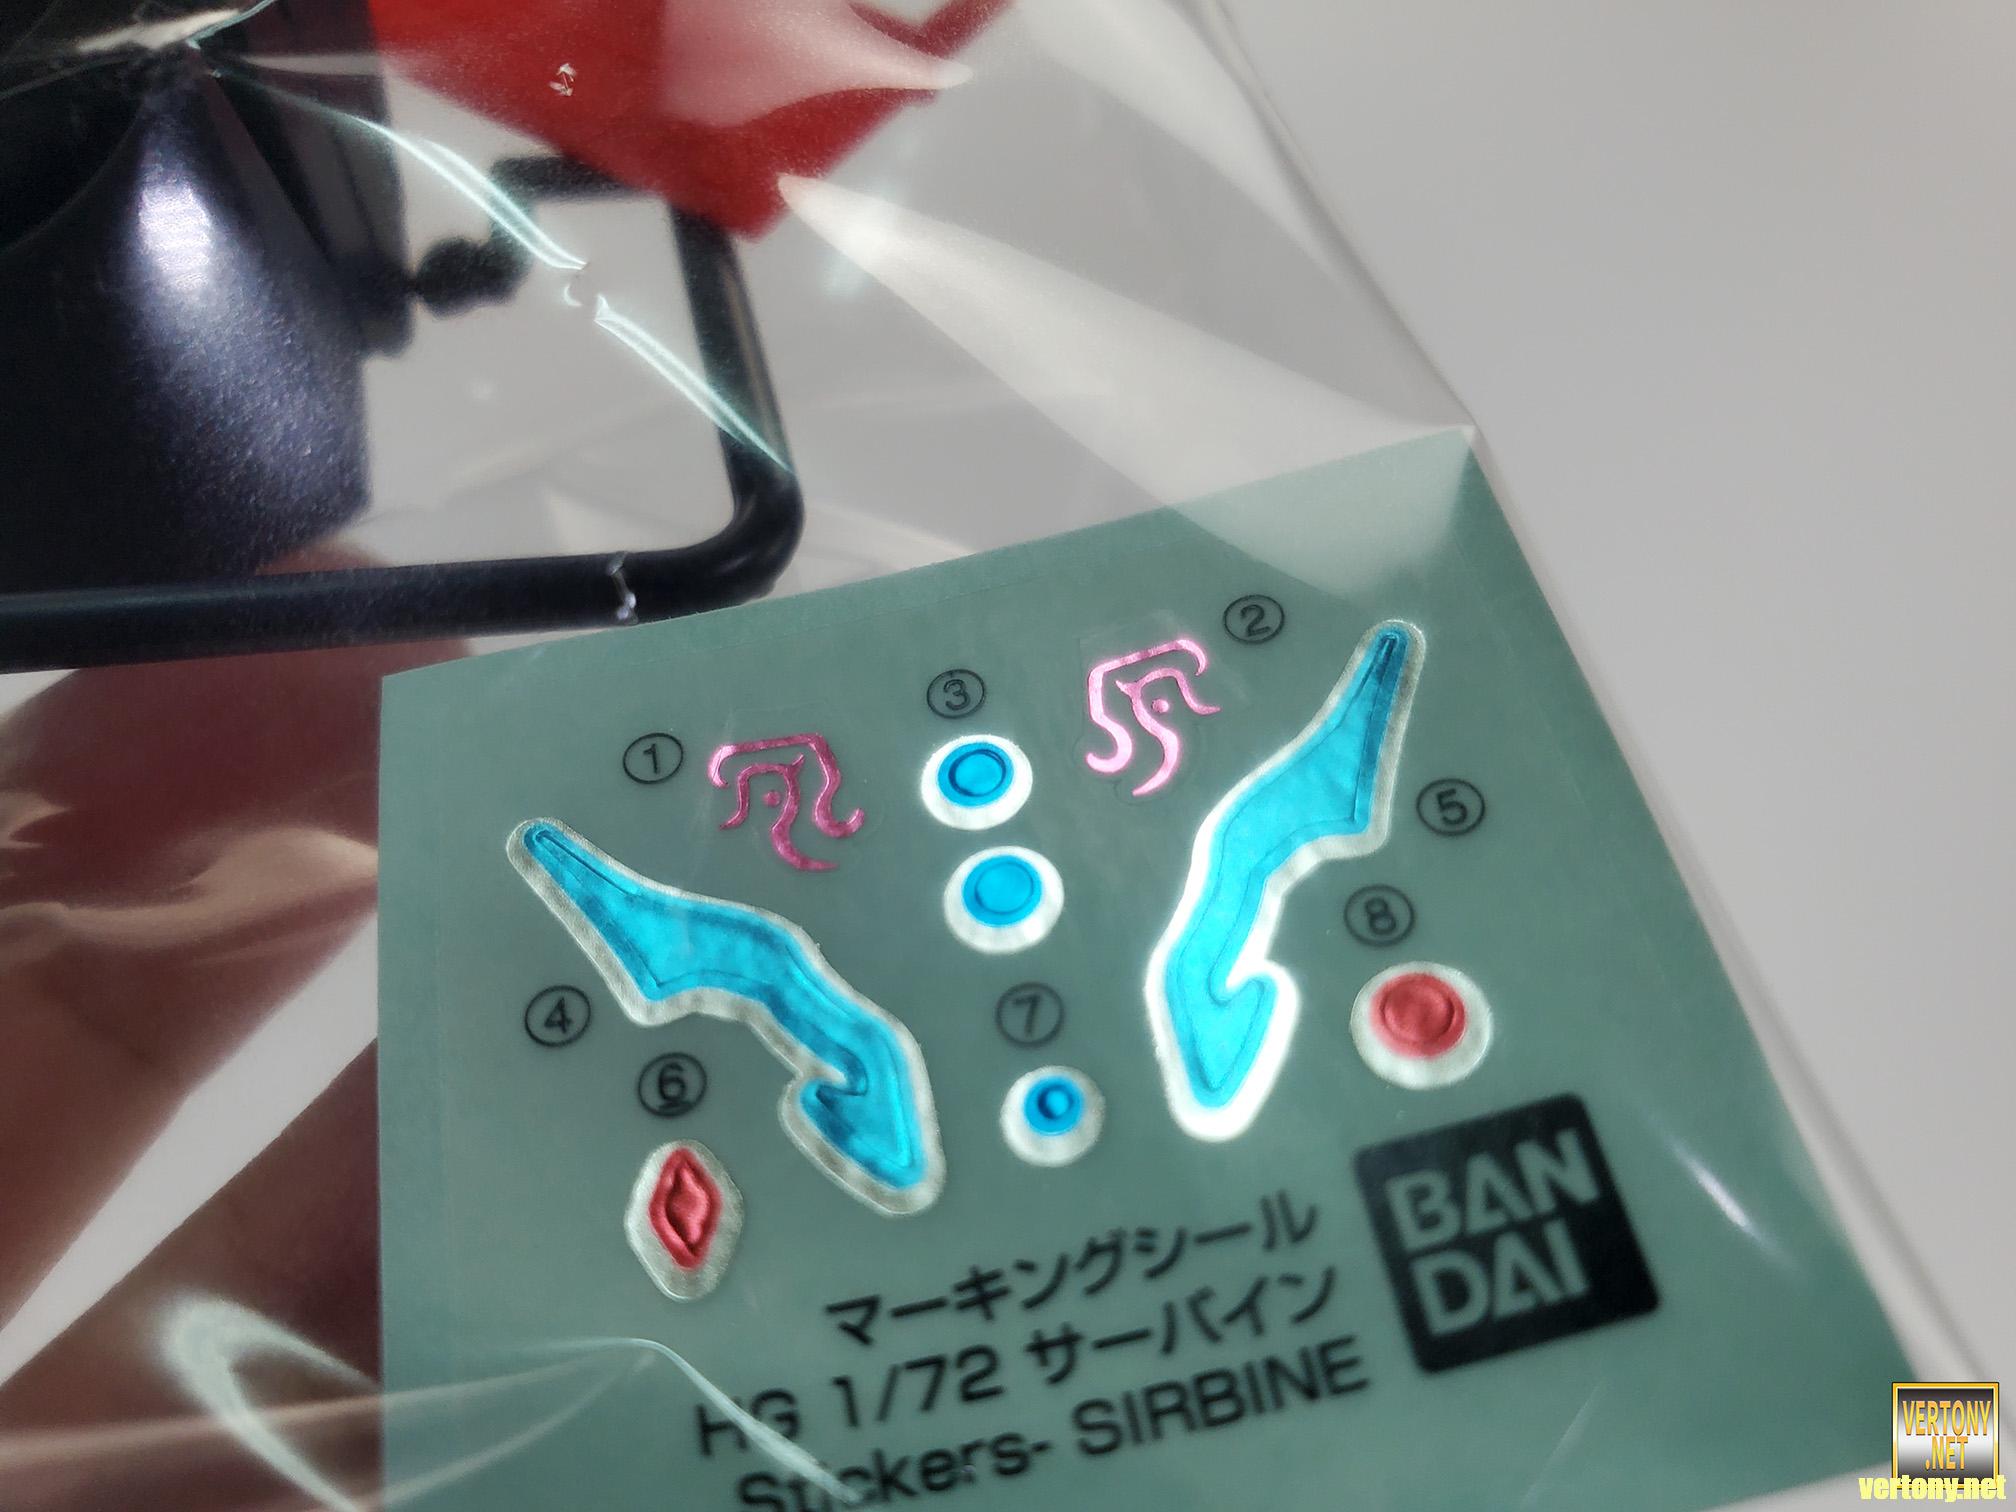 ②
③
①
⑤
⑧
④
⑦
⑥
BAN
DAI
マーキングシール
HG 1/72 サーバイン
Stickers- SIRBINE
VERTONY
.NET
vertony.net